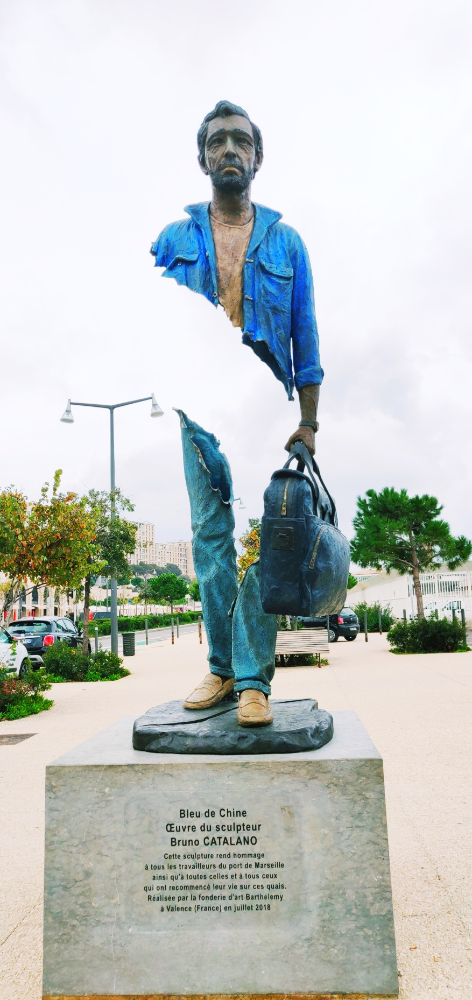 Bleu de Chine
Œuvre du sculpteur
Bruno CATALANO
Cette sculpture rend hommage
à tous les travailleurs du port de Marseille
ainsi qu'à toutes celles et à tous ceux
qui ont recommencé leur vie sur ces quais.
Réalisée par la fonderie d'art Barthelemy
à Valence (France) en juillet 2018